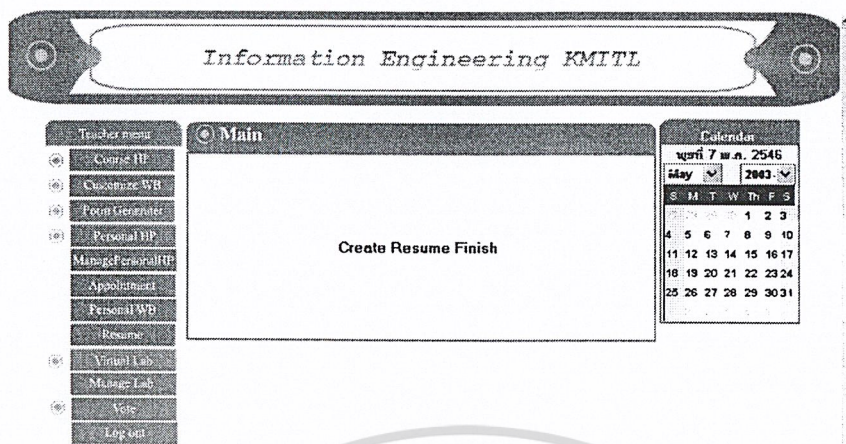 Information Engineering KMITL
Teacher menu
Course HP
Customize WB
Form Generator
Personal HP
ManagePersonalHP
Appointment
Personal WB
Resume
Virtual Lab
Manage Lab
Vote
Log out
Main
Create Resume Finish
Calendar
พุธที่ 7 พ.ค. 2546
May 2003
S M T W Th F S
1 2 3
4 5 6 7 8 9 10
11 12 13 14 15 16 17
18 19 20 21 22 23 24
25 26 27 28 29 30 31